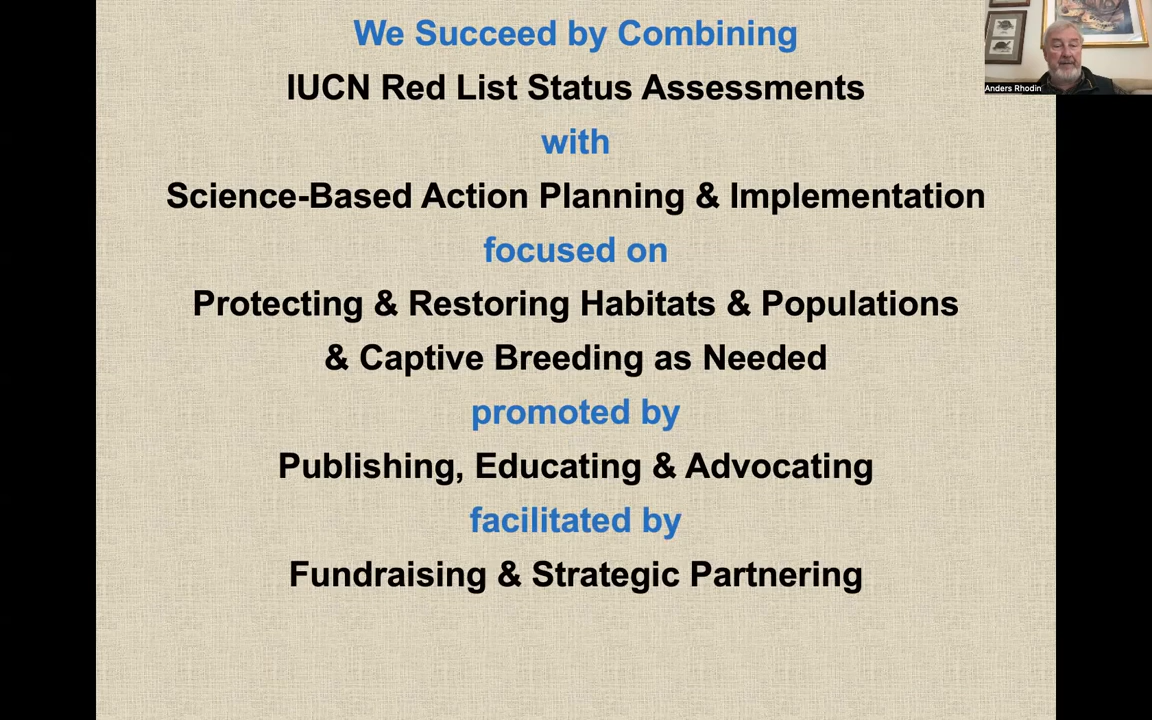 We Succeed by Combining
IUCN Red List Status Assessments
with
Science-Based Action Planning & Implementation
focused on
Protecting & Restoring Habitats & Populations
& Captive Breeding as Needed
promoted by
Publishing, Educating & Advocating
facilitated by
Fundraising & Strategic Partnering
Anders Rhodin